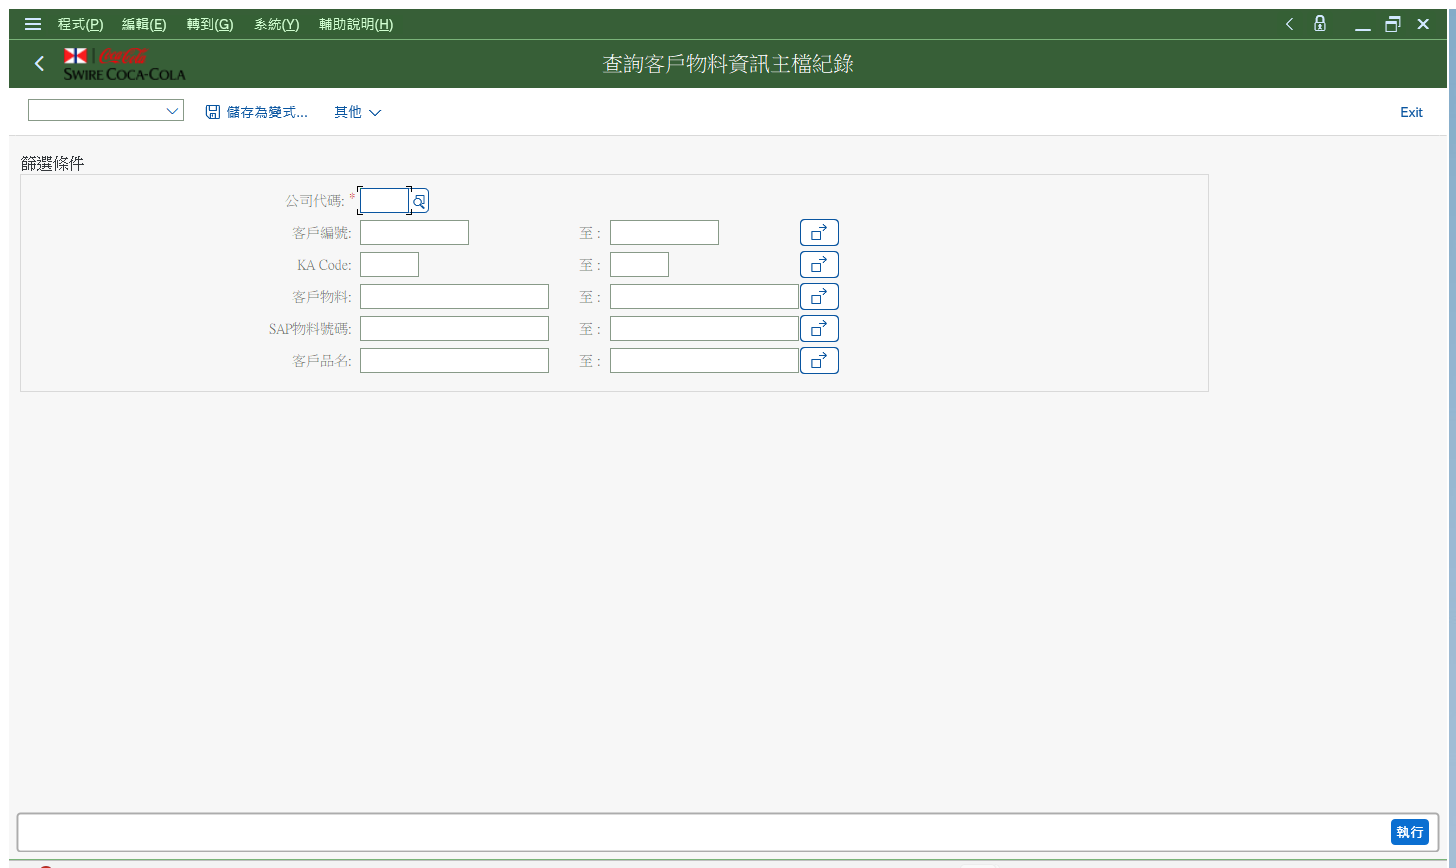 程式(P) 編輯(E) 轉到(G) 系統(Y) 輔助說明(H)
Coca-Cola
SWIRE COCA-COLA
查詢客戶物料資訊主檔紀錄
儲存為變式... 其他 Exit
篩選條件
公司代碼: *
客戶編號: 至 :
KA Code: 至 :
客戶物料: 至 :
SAP物料號碼: 至 :
客戶品名: 至 :
執行